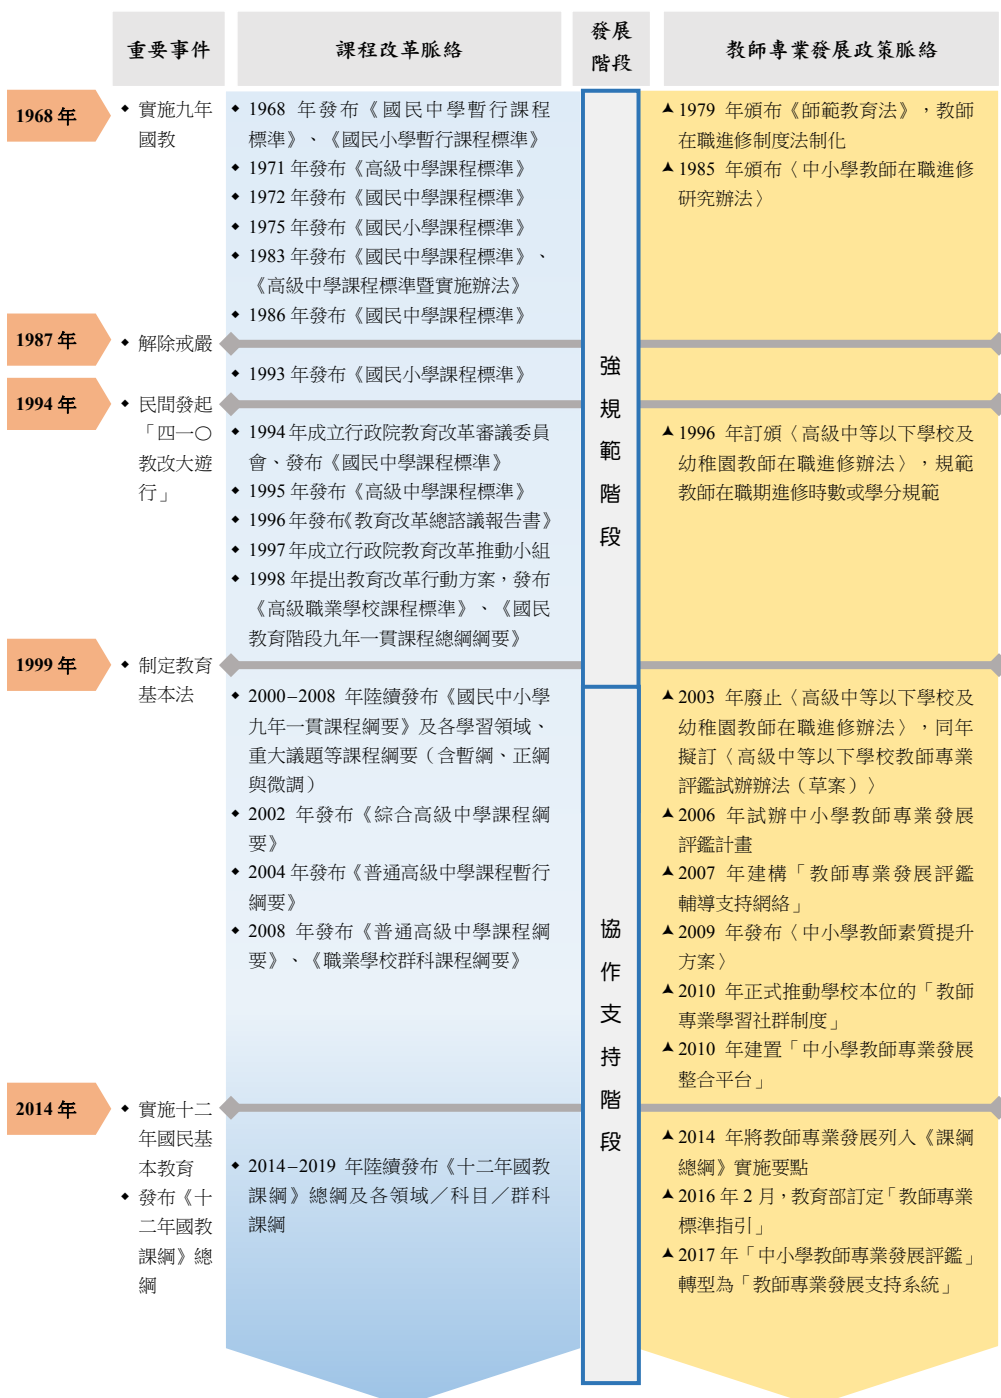 重要事件
課程改革脈絡
發展
階段
教師專業發展政策脈絡
1968 年
◆ 實施九年
國教
◆ 1968 年發布《國民中學暫行課程
標準》、《國民小學暫行課程標準》
◆ 1971 年發布《高級中學課程標準》
◆ 1972 年發布《國民中學課程標準》
◆ 1975 年發布《國民小學課程標準》
◆ 1983 年發布《國民中學課程標準》、
《高級中學課程標準暨實施辦法》
◆ 1986 年發布《國民中學課程標準》
▲ 1979 年頒布《師範教育法》，教師
在職進修制度法制化
▲ 1985 年頒布〈中小學教師在職進修
研究辦法〉
1987 年
◆ 解除戒嚴
◆ 1993 年發布《國民小學課程標準》
強規範階段
1994 年
◆ 民間發起
「四一〇
教改大遊
行」
◆ 1994 年成立行政院教育改革審議委員
會、發布《國民中學課程標準》
◆ 1995 年發布《高級中學課程標準》
◆ 1996 年發布《教育改革總諮議報告書》
◆ 1997 年成立行政院教育改革推動小組
◆ 1998 年提出教育改革行動方案，發布
《高級職業學校課程標準》、《國民
教育階段九年一貫課程總綱綱要》
▲ 1996 年訂頒〈高級中等以下學校及
幼稚園教師在職進修辦法〉，規範
教師在職期進修時數或學分規範
1999 年
◆ 制定教育
基本法
◆ 2000–2008 年陸續發布《國民中小學
九年一貫課程綱要》及各學習領域、
重大議題等課程綱要（含暫綱、正綱
與微調）
◆ 2002 年發布《綜合高級中學課程綱
要》
◆ 2004 年發布《普通高級中學課程暫行
綱要》
◆ 2008 年發布《普通高級中學課程綱
要》、《職業學校群科課程綱要》
協作支持階段
▲ 2003 年廢止〈高級中等以下學校及
幼稚園教師在職進修辦法〉，同年
擬訂〈高級中等以下學校教師專業
評鑑試辦辦法（草案）〉
▲ 2006 年試辦中小學教師專業發展
評鑑計畫
▲ 2007 年建構「教師專業發展評鑑
輔導支持網絡」
▲ 2009 年發布〈中小學教師素質提升
方案〉
▲ 2010 年正式推動學校本位的「教師
專業學習社群制度」
▲ 2010 年建置「中小學教師專業發展
整合平台」
2014 年
◆ 實施十二
年國民基
本教育
◆ 發布《十
二年國教
課綱》總
綱
◆ 2014–2019 年陸續發布《十二年國教
課綱》總綱及各領域／科目／群科
課綱
▲ 2014 年將教師專業發展列入《課綱
總綱》實施要點
▲ 2016 年 2 月，教育部訂定「教師專業
標準指引」
▲ 2017 年「中小學教師專業發展評鑑」
轉型為「教師專業發展支持系統」